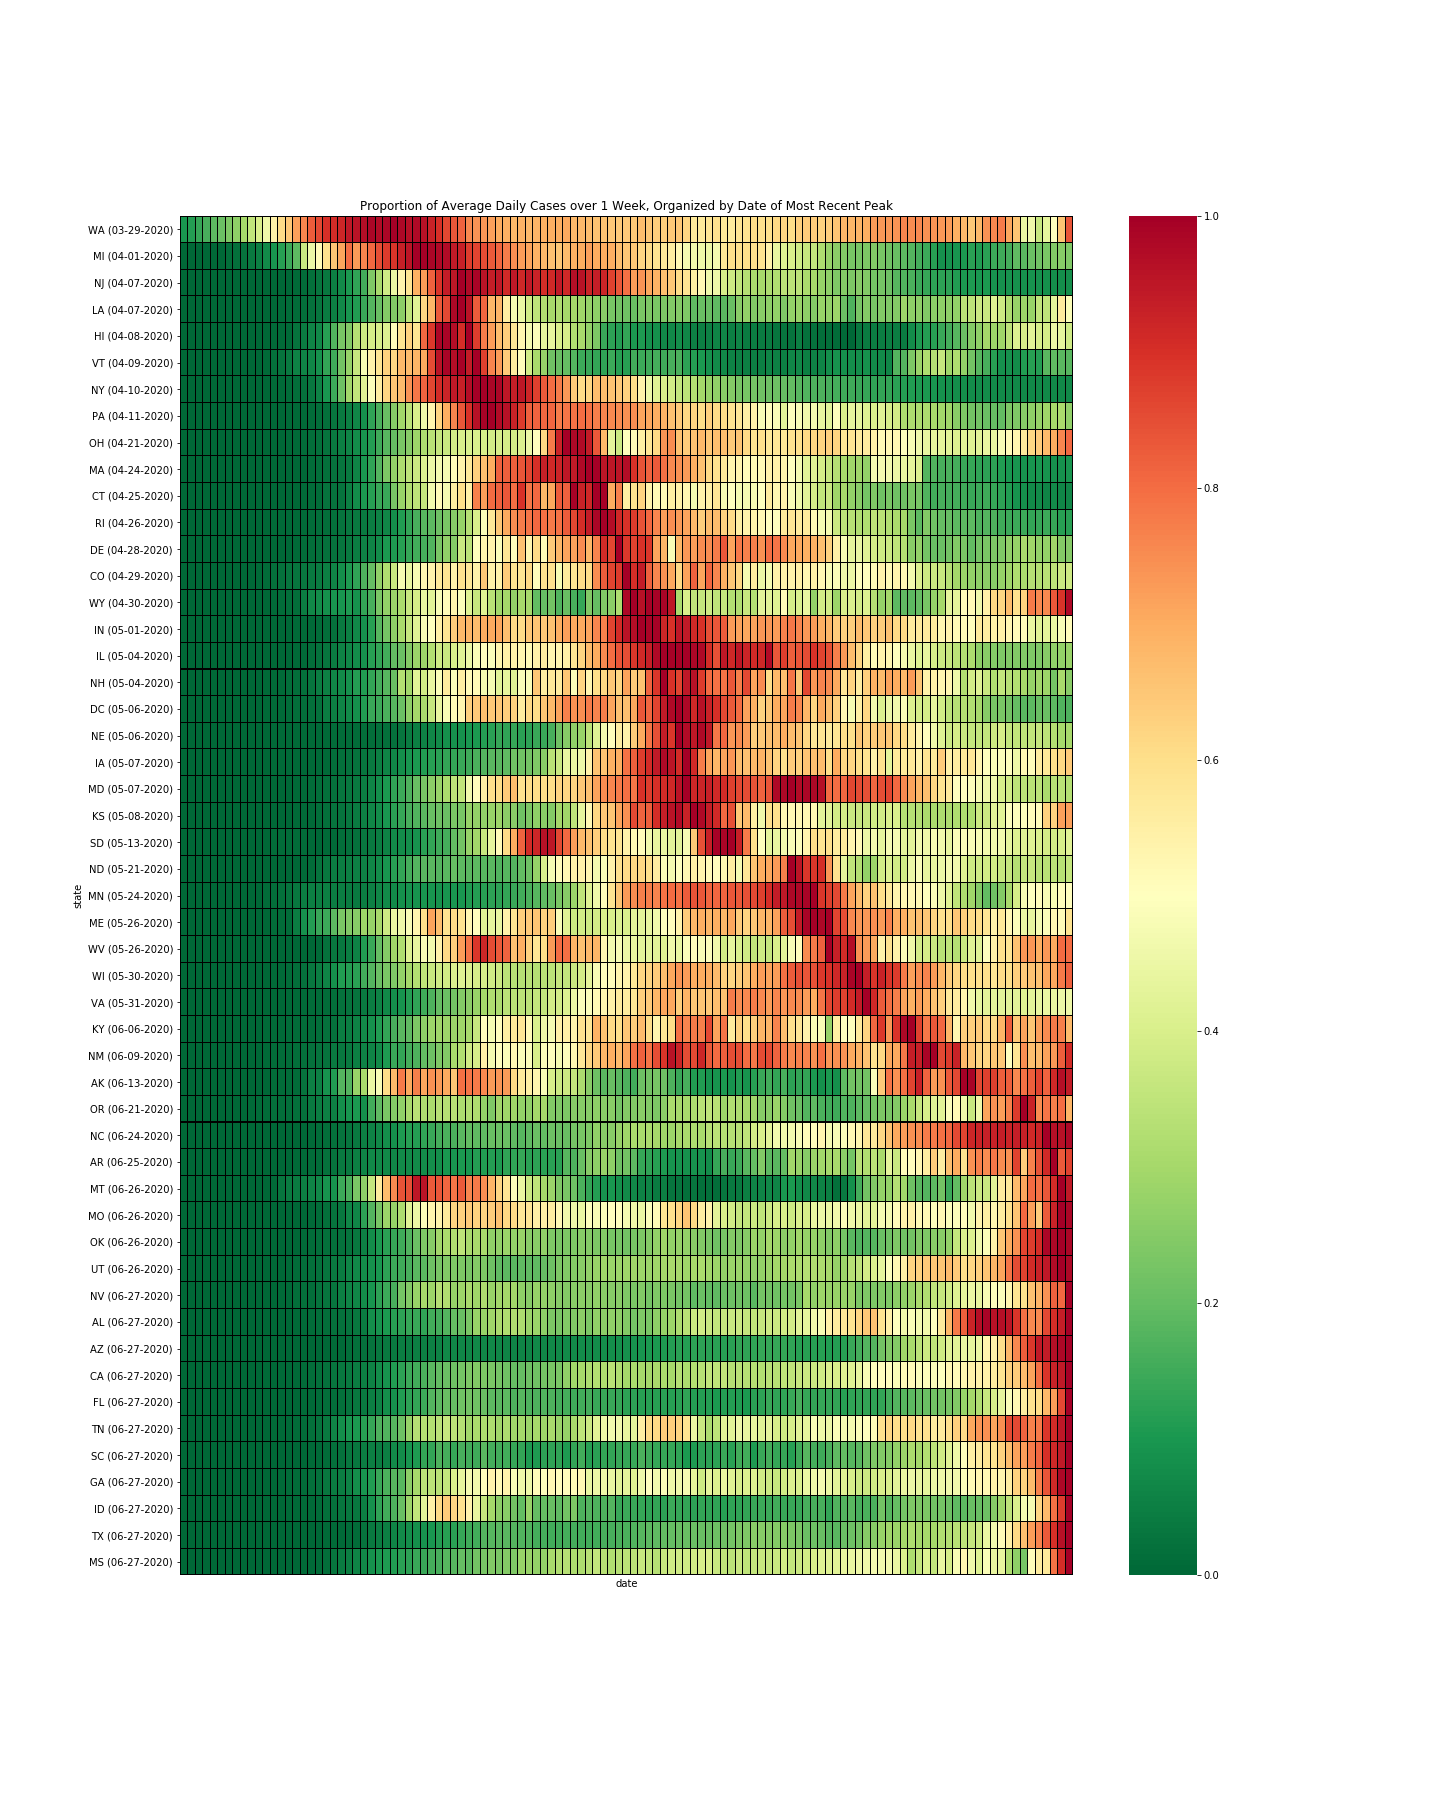 Proportion of Average Daily Cases over 1 Week, Organized by Date of Most Recent Peak
state
WA (03-29-2020)
MI (04-01-2020)
NJ (04-07-2020)
LA (04-07-2020)
HI (04-08-2020)
VT (04-09-2020)
NY (04-10-2020)
PA (04-11-2020)
OH (04-21-2020)
MA (04-24-2020)
CT (04-25-2020)
RI (04-26-2020)
DE (04-28-2020)
CO (04-29-2020)
WY (04-30-2020)
IN (05-01-2020)
IL (05-04-2020)
NH (05-04-2020)
DC (05-06-2020)
NE (05-06-2020)
IA (05-07-2020)
MD (05-07-2020)
KS (05-08-2020)
SD (05-13-2020)
ND (05-21-2020)
MN (05-24-2020)
ME (05-26-2020)
WV (05-26-2020)
WI (05-30-2020)
VA (05-31-2020)
KY (06-06-2020)
NM (06-09-2020)
AK (06-13-2020)
OR (06-21-2020)
NC (06-24-2020)
AR (06-25-2020)
MT (06-26-2020)
MO (06-26-2020)
OK (06-26-2020)
UT (06-26-2020)
NV (06-27-2020)
AL (06-27-2020)
AZ (06-27-2020)
CA (06-27-2020)
FL (06-27-2020)
TN (06-27-2020)
SC (06-27-2020)
GA (06-27-2020)
ID (06-27-2020)
TX (06-27-2020)
MS (06-27-2020)
date
1.0
0.8
0.6
0.4
0.2
0.0